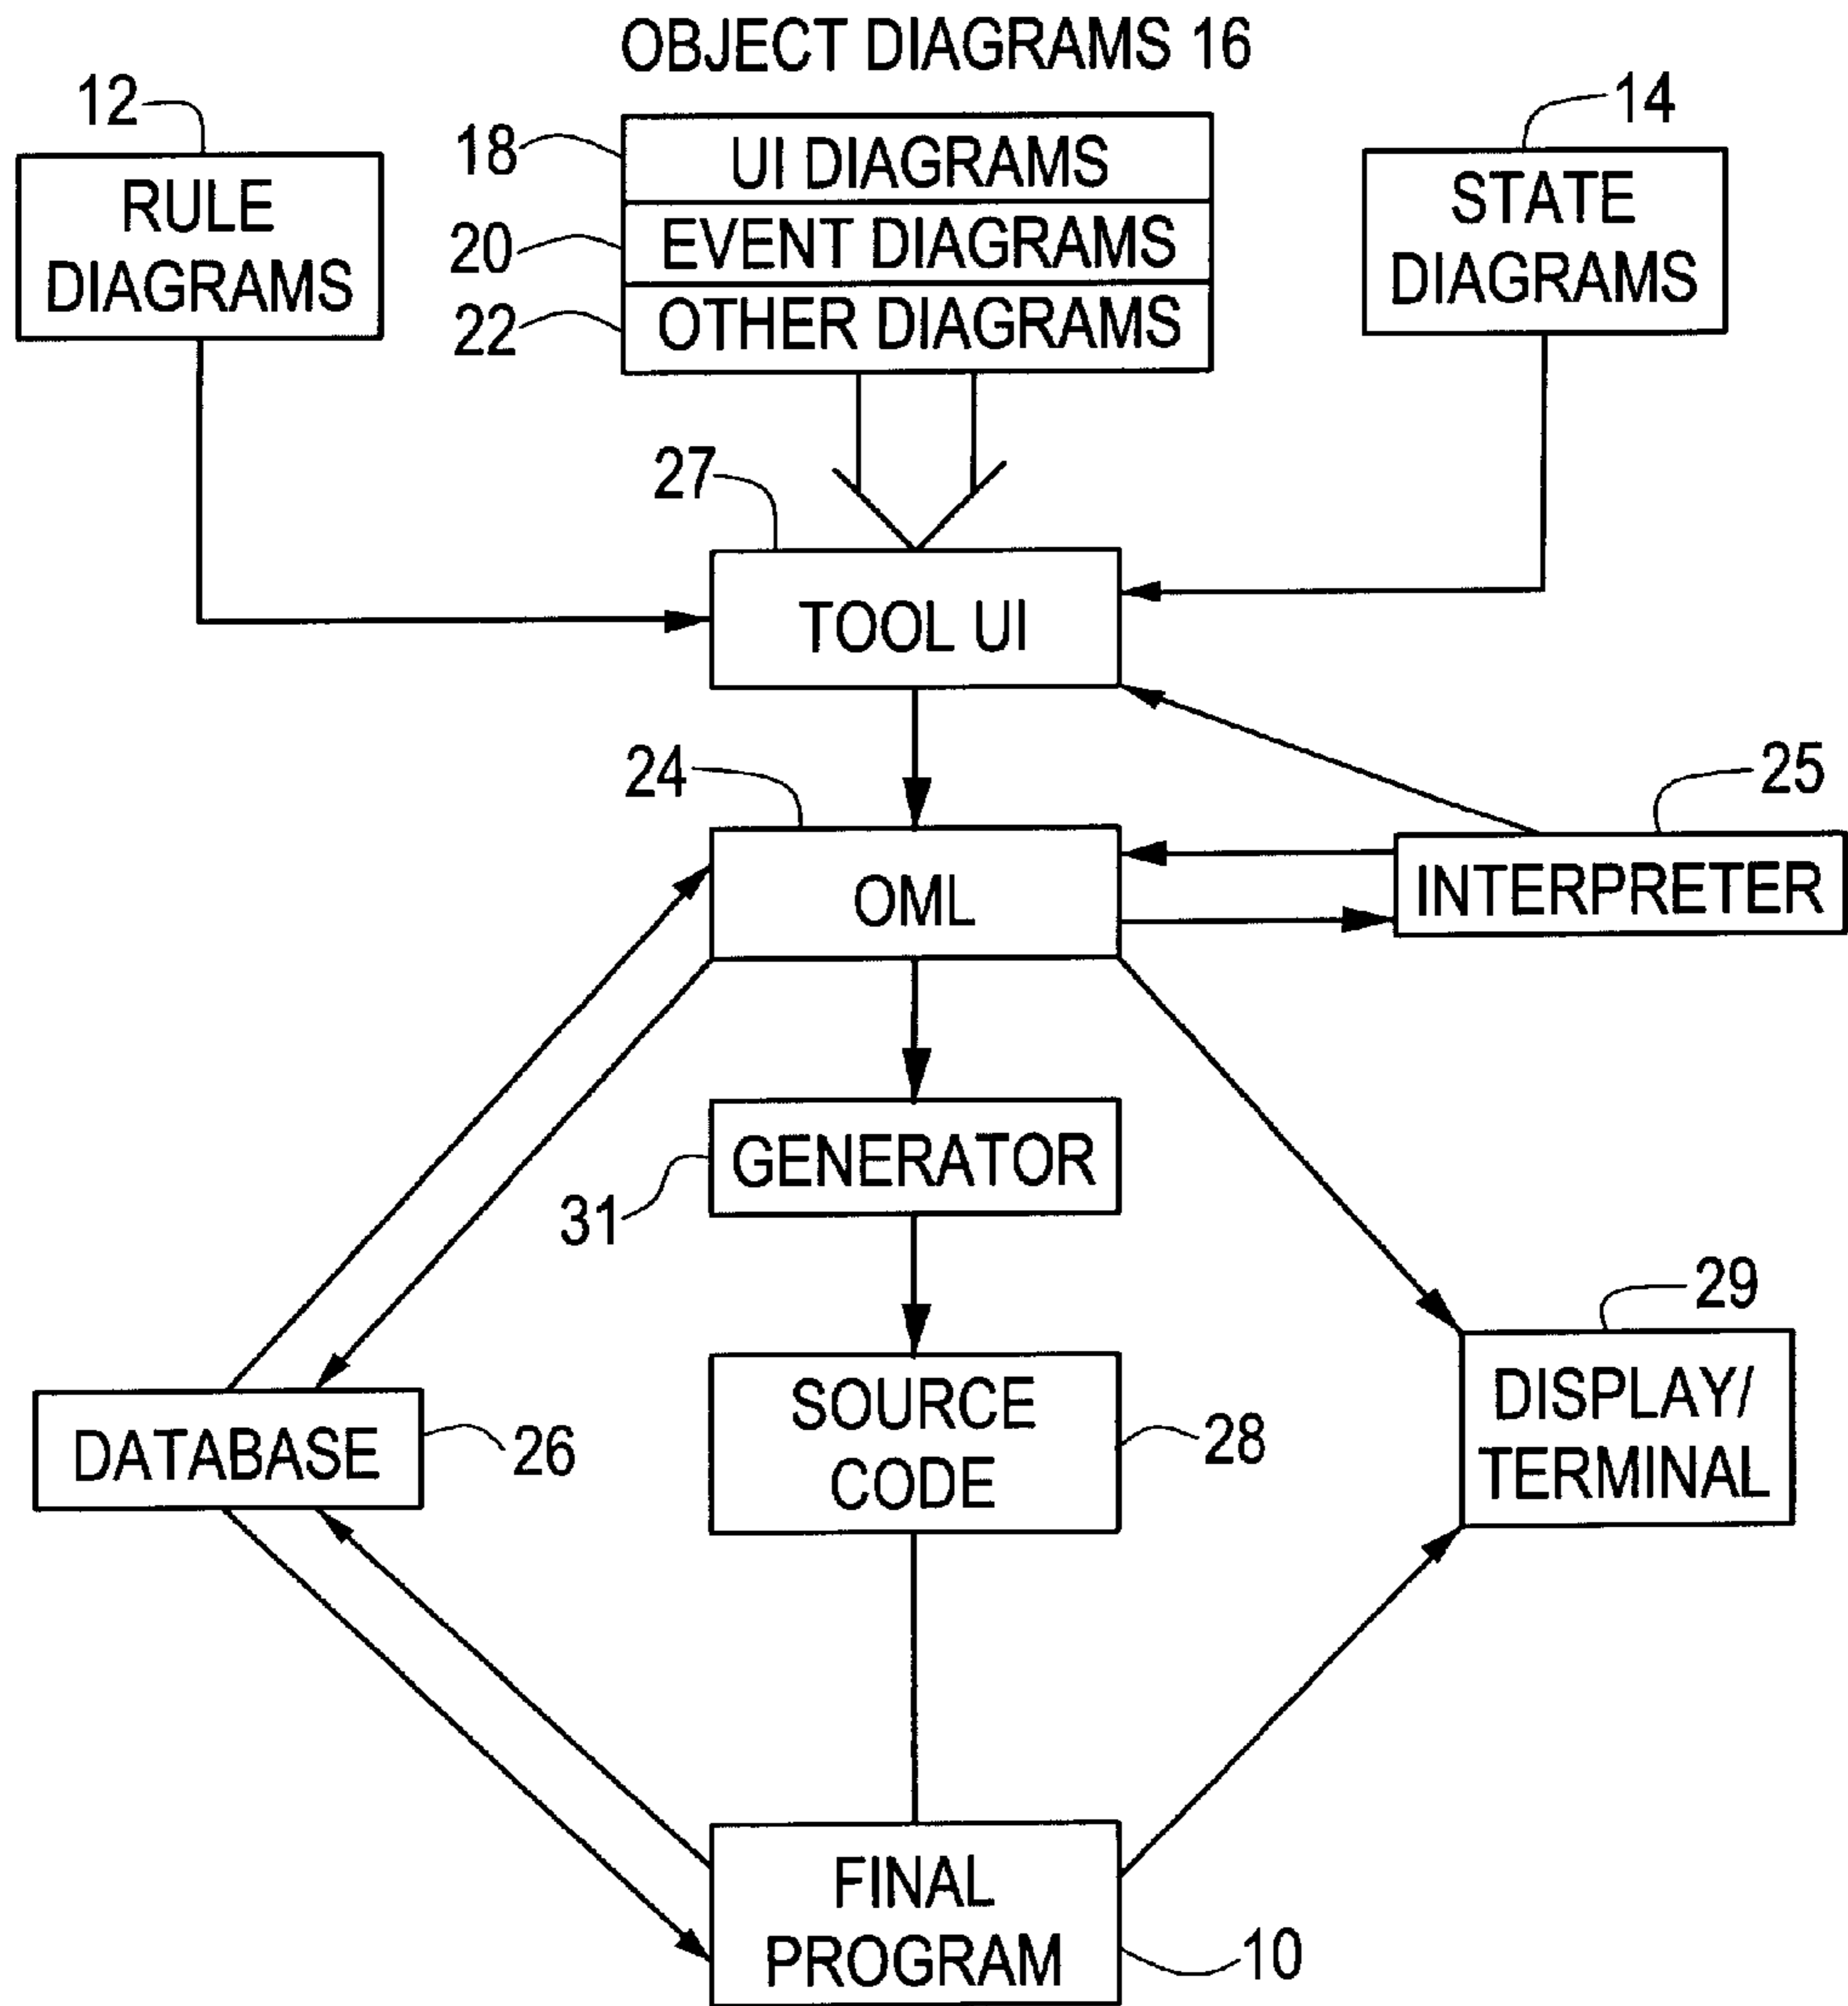 OBJECT DIAGRAMS 16
12
14
18
UI DIAGRAMS
RULE
DIAGRAMS
20
EVENT DIAGRAMS
STATE
DIAGRAMS
22
OTHER DIAGRAMS
27
TOOL UI
24
25
OML
INTERPRETER
GENERATOR
31
29
SOURCE
CODE
28
DISPLAY/
TERMINAL
DATABASE
26
FINAL
PROGRAM
10